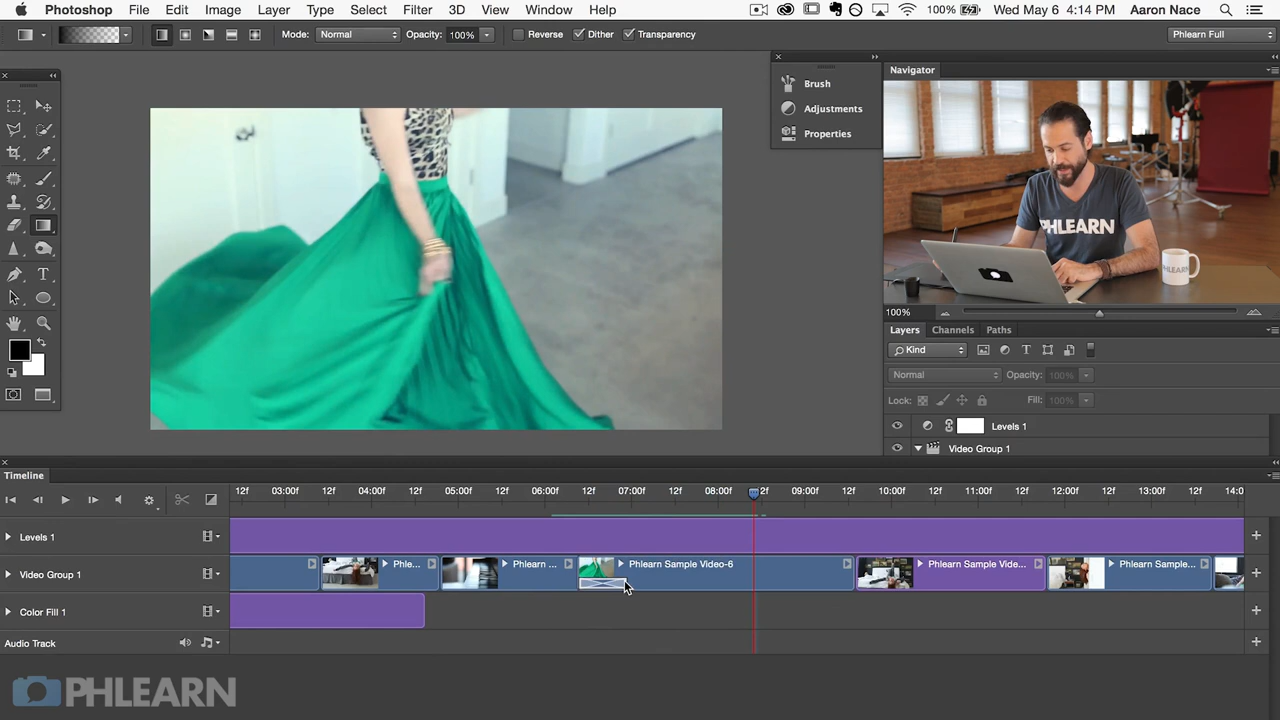 Photoshop File Edit Image Layer Type Select Filter 3D View Window Help 100% Wed May 6 4:14 PM Aaron Nace
Mode: Normal Opacity: 100% Reverse Dither Transparency Phlearn Full
Navigator
Brush
Adjustments
Properties
PHLEARN
PHLEARN
100%
Layers Channels Paths
Kind
Normal Opacity: 100%
Lock: Fill: 100%
Levels 1
Video Group 1
Timeline
12f 03:00f 12f 04:00f 12f 05:00f 12f 06:00f 12f 07:00f 12f 08:00f 2f 09:00f 12f 10:00f 12f 11:00f 12f 12:00f 12f 13:00f 12f 14:0
Levels 1
Video Group 1 Phle... Phlearn ... Phlearn Sample Video-6 Phlearn Sample Vide... Phlearn Sample...
Color Fill 1
Audio Track
PHLEARN